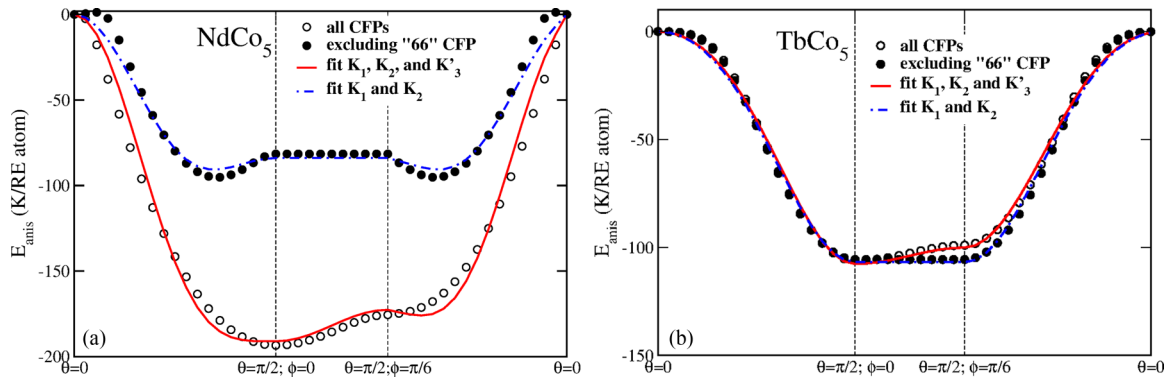 0
-50
-100
-150
-200
E_anis (K/RE atom)
NdCo₅
all CFPs
excluding "66" CFP
fit K₁, K₂, and K'₃
fit K₁ and K₂
(a)
θ=0
θ=π/2; ϕ=0
θ=π/2;ϕ=π/6
θ=0
0
-50
-100
-150
E_anis (K/RE atom)
TbCo₅
all CFPs
excluding "66" CFP
fit K₁, K₂ and K'₃
fit K₁ and K₂
(b)
θ=0
θ=π/2; ϕ=0
θ=π/2; ϕ=π/6
θ=0